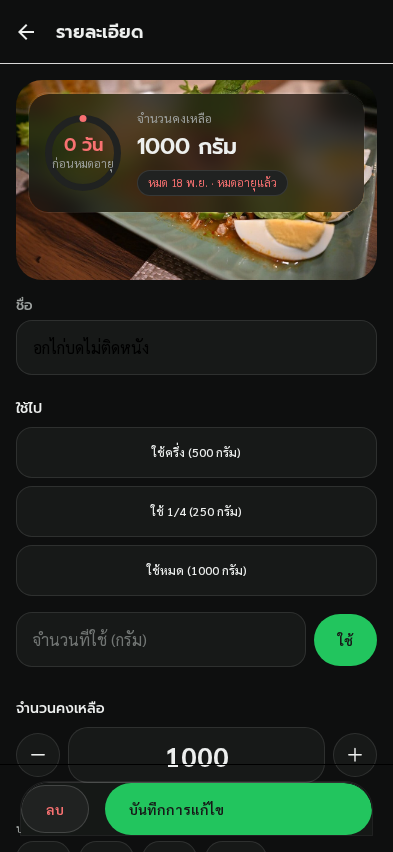 รายละเอียด
จำนวนคงเหลือ
0 วัน
ก่อนหมดอายุ
1000 กรัม
หมด 18 พ.ย. · หมดอายุแล้ว
ชื่อ
อกไก่บดไม่ติดหนัง
ใช้ไป
ใช้ครึ่ง (500 กรัม)
ใช้ 1/4 (250 กรัม)
ใช้หมด (1000 กรัม)
จำนวนที่ใช้ (กรัม)
ใช้
จำนวนคงเหลือ
1000
ลบ
บันทึกการแก้ไข